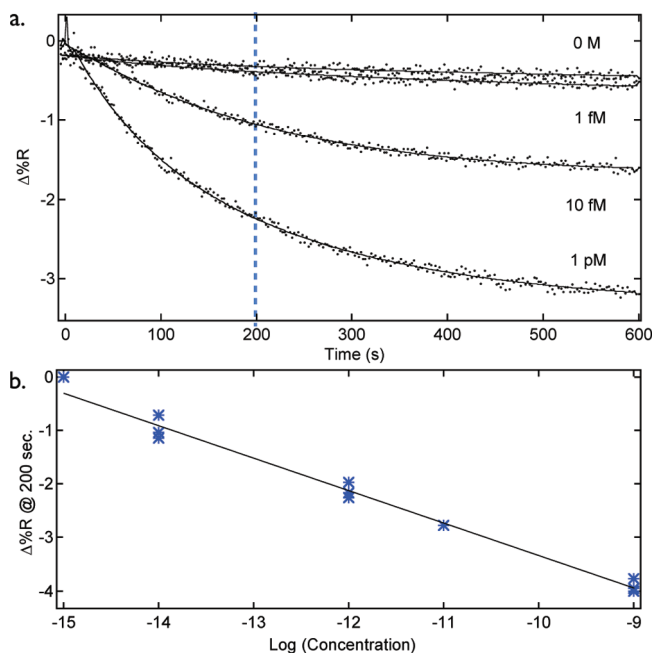 a.
0
-1
-2
-3
Δ%R
0 M
1 fM
10 fM
1 pM
0 100 200 300 400 500 600
Time (s)
b.
0
-1
-2
-3
-4
Δ%R @ 200 sec.
-15 -14 -13 -12 -11 -10 -9
Log (Concentration)